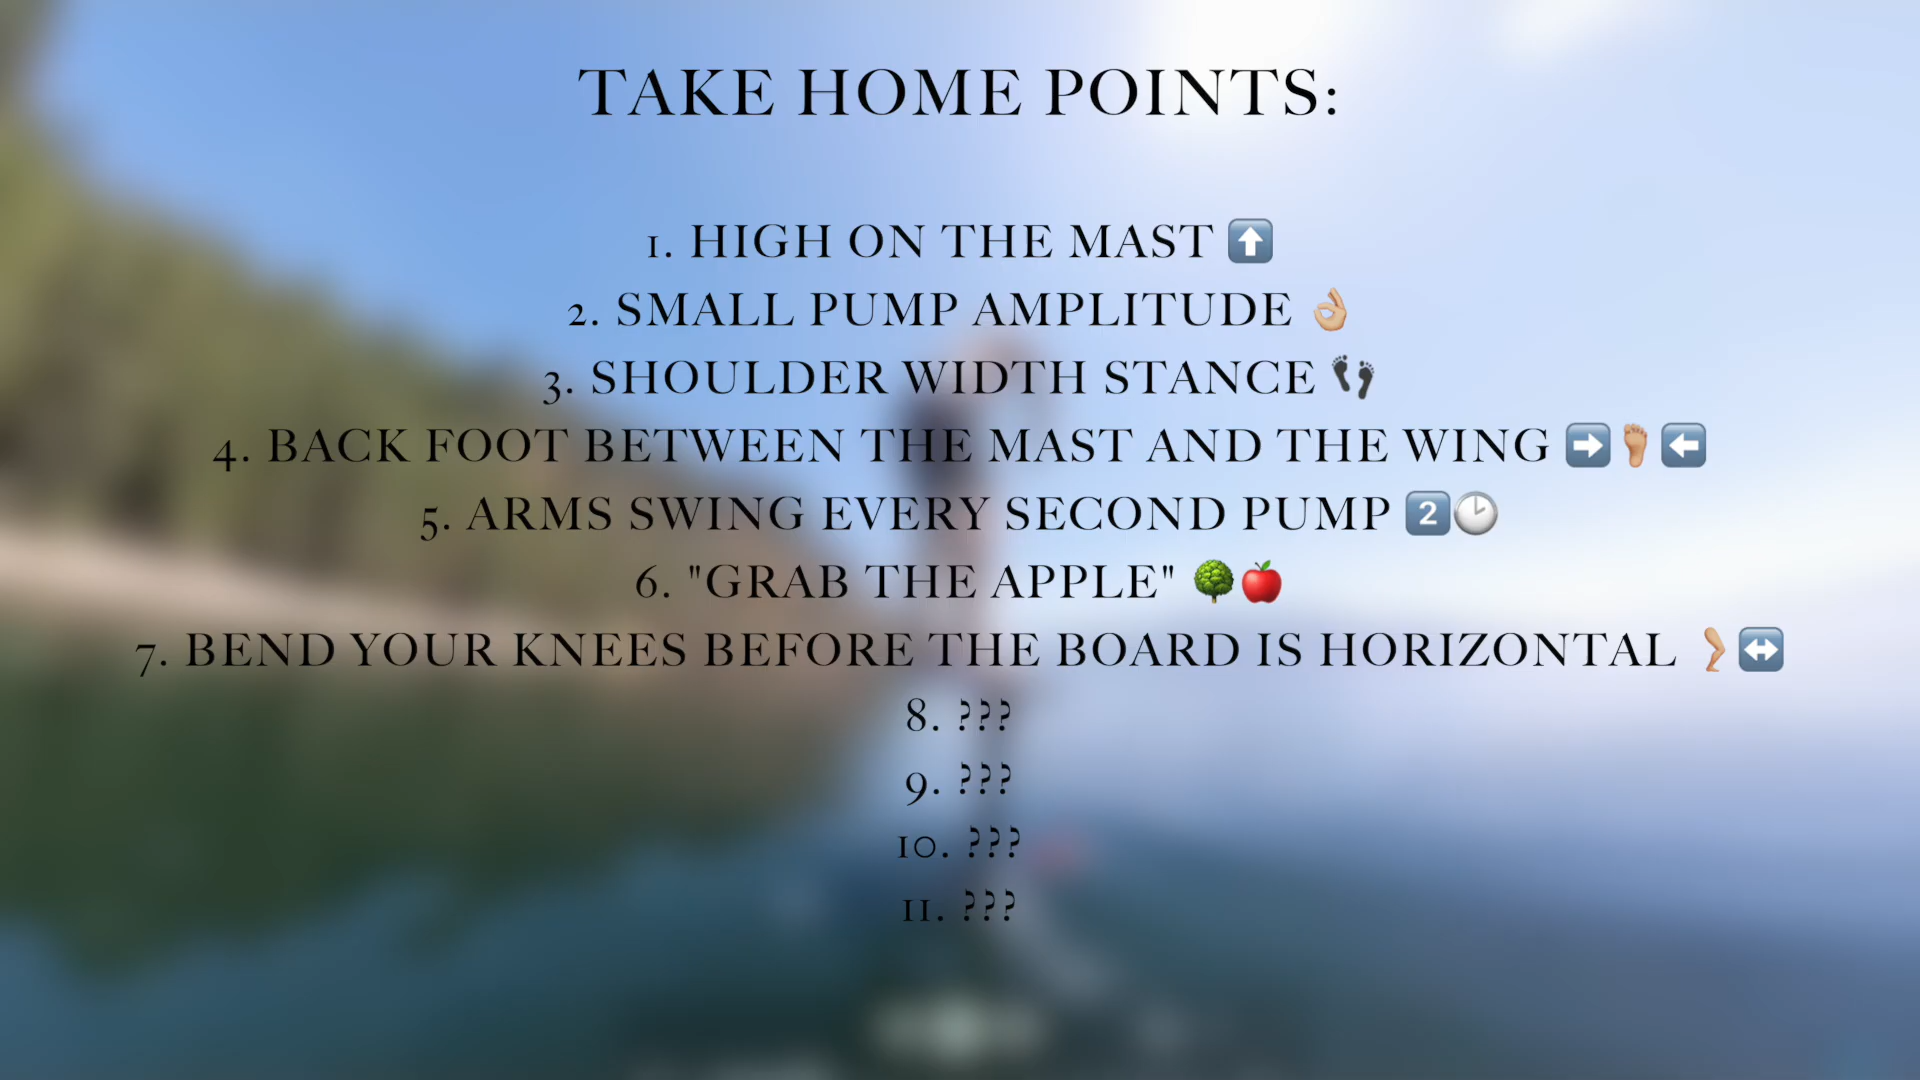 TAKE HOME POINTS:
1. HIGH ON THE MAST ⬆️
2. SMALL PUMP AMPLITUDE 👌🏼
3. SHOULDER WIDTH STANCE 👣
4. BACK FOOT BETWEEN THE MAST AND THE WING ➡️🦶🏼⬅️
5. ARMS SWING EVERY SECOND PUMP 2️⃣🕑
6. "GRAB THE APPLE" 🌳🍎
7. BEND YOUR KNEES BEFORE THE BOARD IS HORIZONTAL 🦵🏼↔️
8. ???
9. ???
10. ???
11. ???